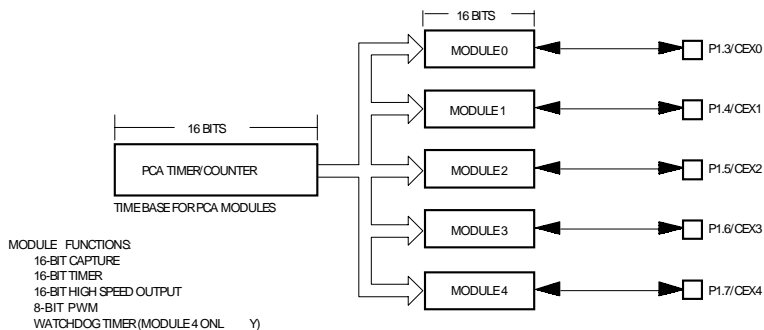 16 BITS
MODULE 0
P1.3/CEX0
MODULE 1
P1.4/CEX1
16 BITS
PCA TIMER/COUNTER
MODULE 2
P1.5/CEX2
TIME BASE FOR PCA MODULES
MODULE 3
P1.6/CEX3
MODULE FUNCTIONS:
16-BIT CAPTURE
16-BIT TIMER
16-BIT HIGH SPEED OUTPUT
8-BIT PWM
WATCHDOG TIMER (MODULE 4 ONL Y)
MODULE 4
P1.7/CEX4